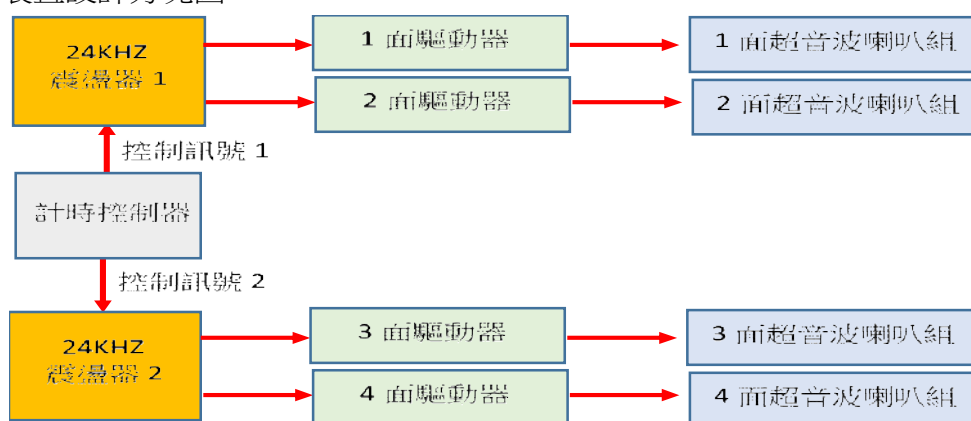 24KHZ
震盪器 1
1 面驅動器
1 面超音波喇叭組
2 面驅動器
2 面超音波喇叭組
控制訊號 1
計時控制器
控制訊號 2
24KHZ
震盪器 2
3 面驅動器
3 面超音波喇叭組
4 面驅動器
4 面超音波喇叭組